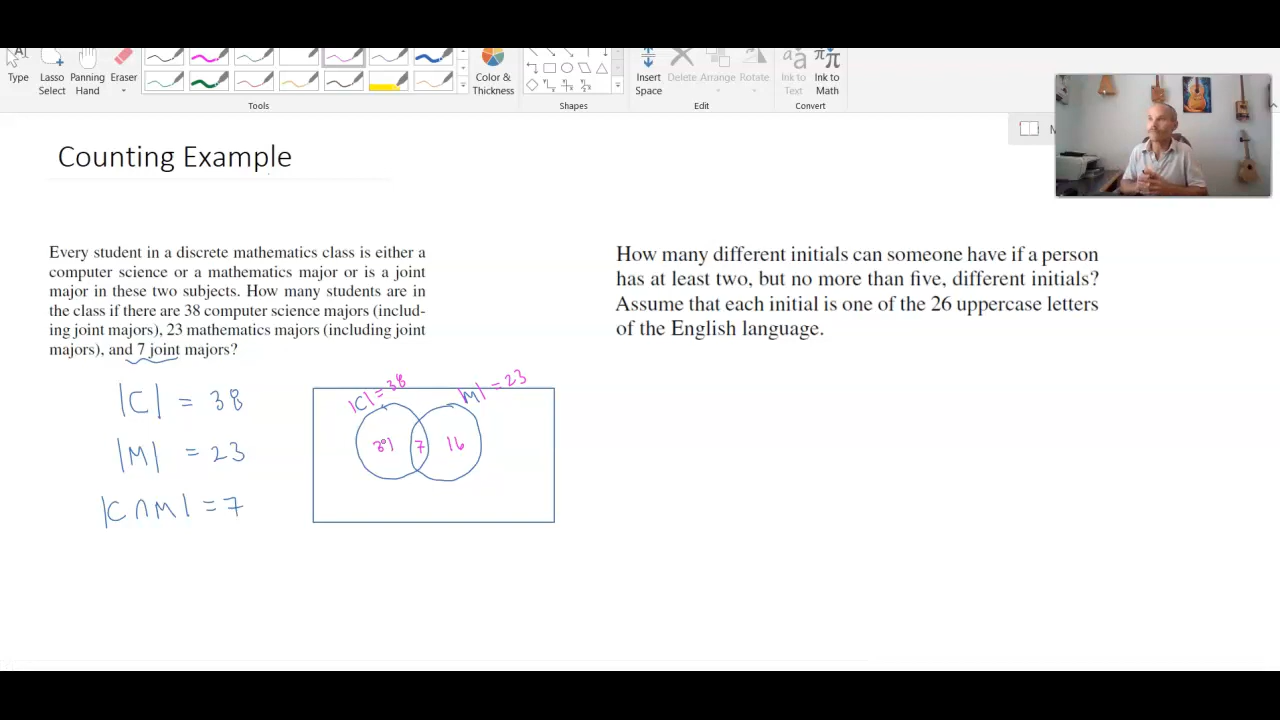 Type
Lasso
Select
Panning
Hand
Eraser
Color &
Thickness
Insert
Space
Delete
Arrange
Rotate
Ink to
Text
Ink to
Math
Tools
Shapes
Edit
Convert
Counting Example
Every student in a discrete mathematics class is either a
computer science or a mathematics major or is a joint
major in these two subjects. How many students are in
the class if there are 38 computer science majors (includ-
ing joint majors), 23 mathematics majors (including joint
majors), and 7 joint majors?
How many different initials can someone have if a person
has at least two, but no more than five, different initials?
Assume that each initial is one of the 26 uppercase letters
of the English language.
|C| = 38
|M| = 23
|C ∩ M| = 7
|C| = 38
|M| = 23
31 7 16